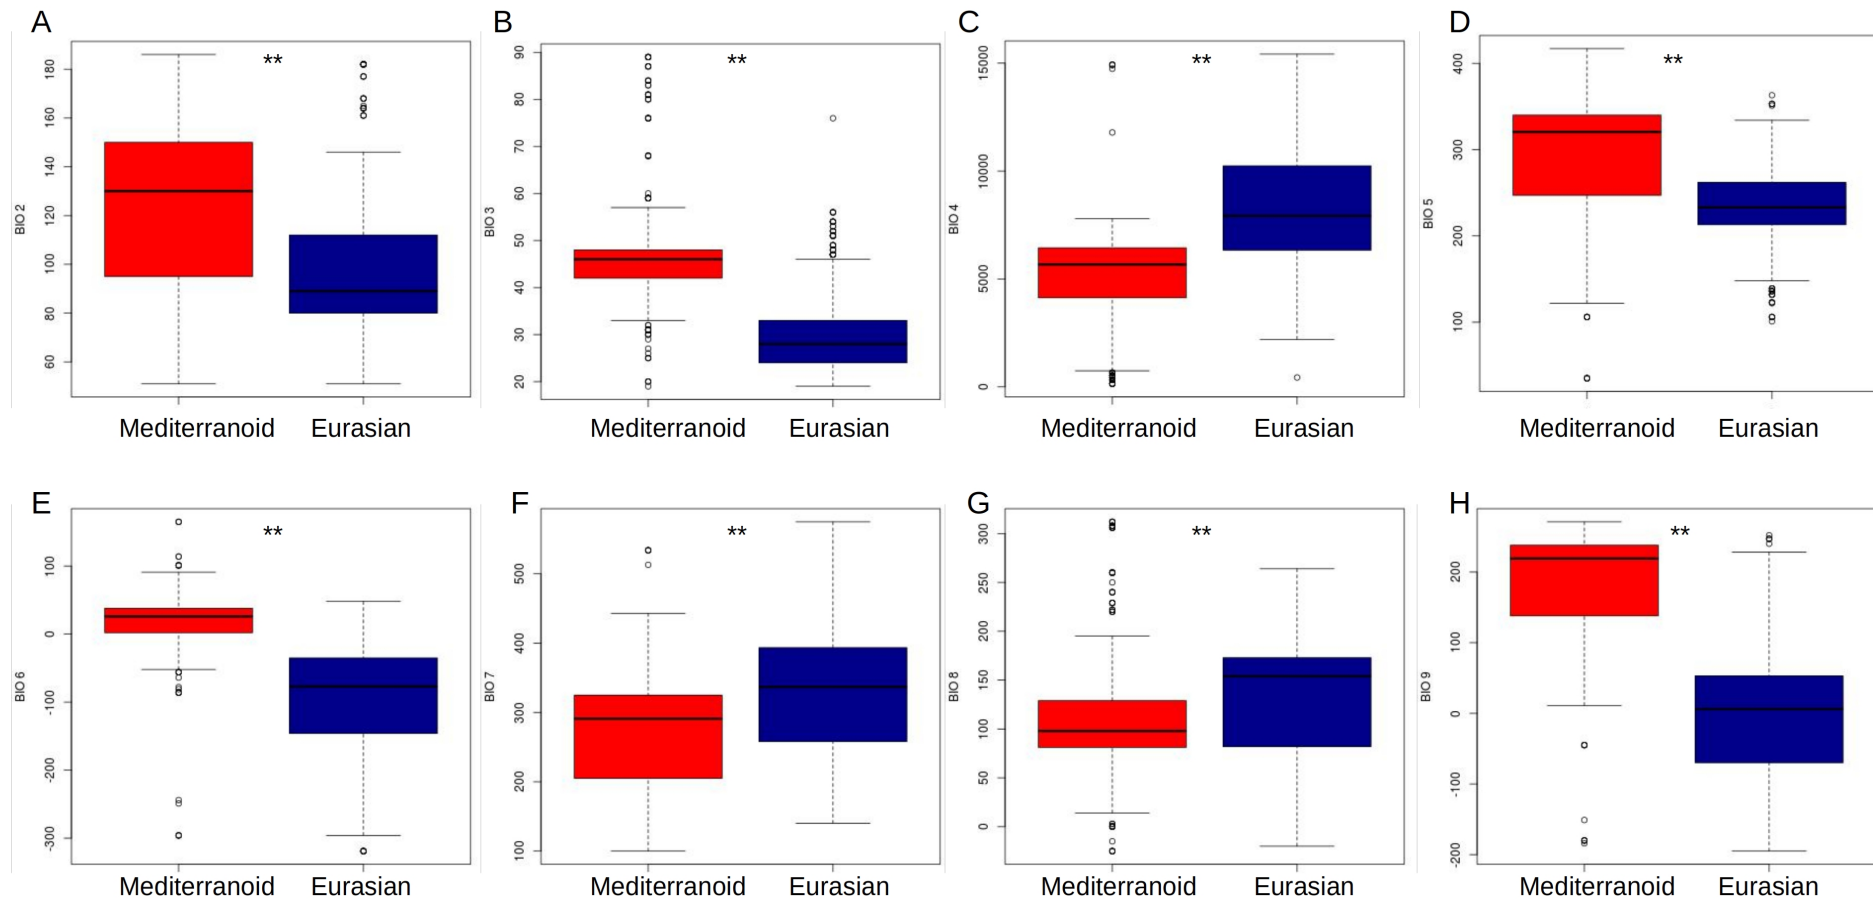 A
B
C
D
**
**
**
**
BIO 2
180
160
140
120
100
80
60
BIO 3
90
80
70
60
50
40
30
20
BIO 4
15000
10000
5000
0
BIO 5
400
300
200
100
Mediterranoid Eurasian
Mediterranoid Eurasian
Mediterranoid Eurasian
Mediterranoid Eurasian
E
F
G
H
**
**
**
**
BIO 6
100
0
-100
-200
-300
BIO 7
500
400
300
200
100
BIO 8
300
250
200
150
100
50
0
BIO 9
200
100
0
-100
-200
Mediterranoid Eurasian
Mediterranoid Eurasian
Mediterranoid Eurasian
Mediterranoid Eurasian